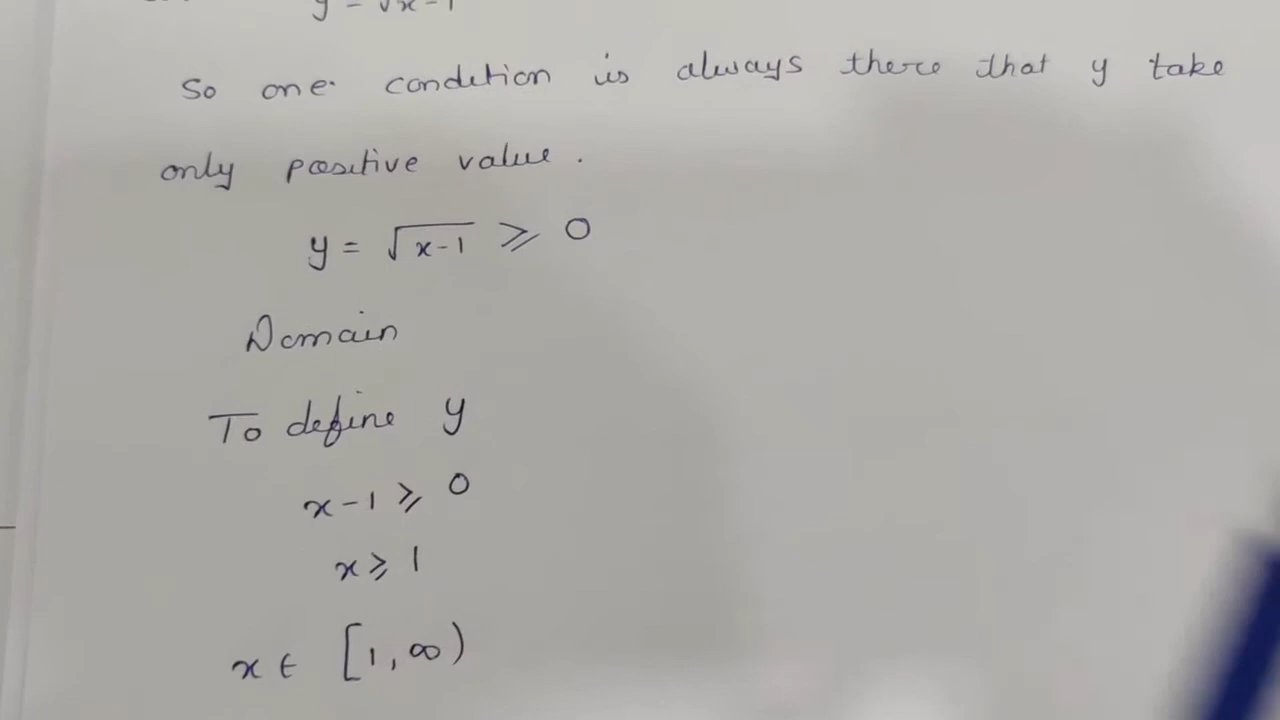 y = √x-1
So one condition is always there that y take
only positive value.
y = √x-1 ⩾ 0
Domain
To define y
x-1 ⩾ 0
x ⩾ 1
x ∈ [1, ∞)